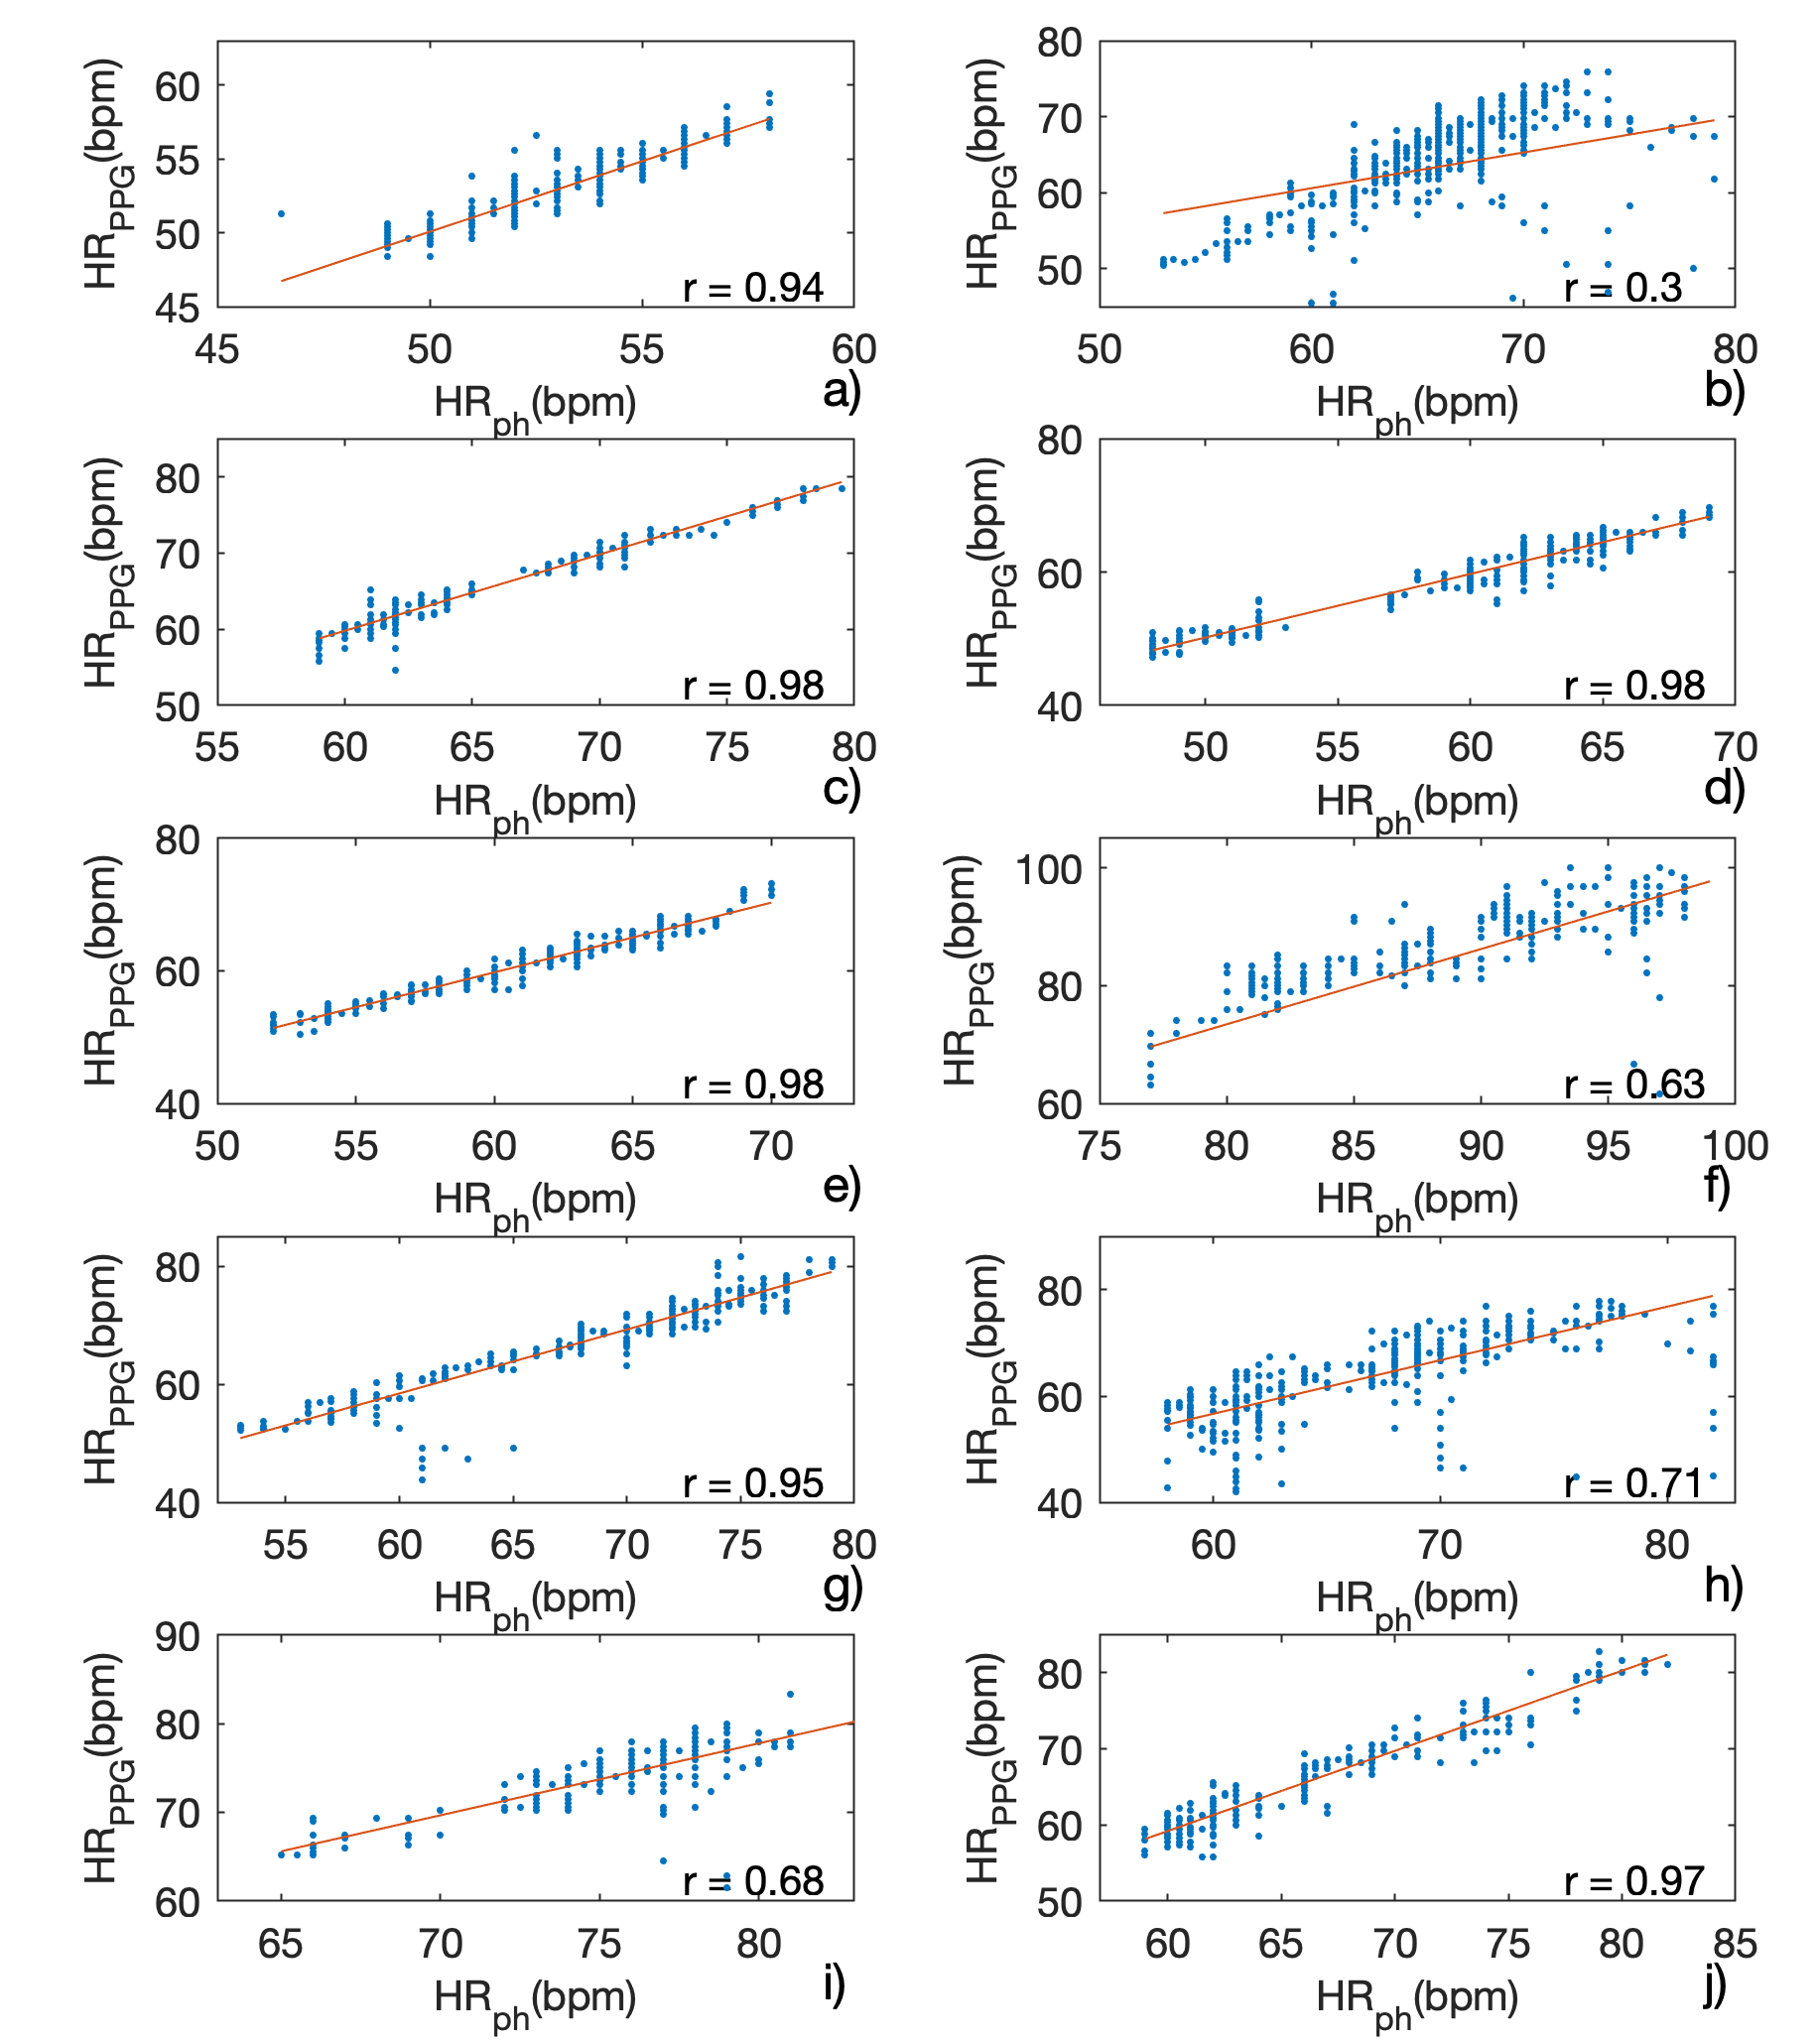 60
55
50
45
HR_PPG(bpm)
r = 0.94
45 50 55 60
HR_ph(bpm)
a)
80
70
60
50
HR_PPG(bpm)
r = 0.3
50 60 70 80
HR_ph(bpm)
b)
80
70
60
50
HR_PPG(bpm)
r = 0.98
55 60 65 70 75 80
HR_ph(bpm)
c)
80
60
40
HR_PPG(bpm)
r = 0.98
50 55 60 65 70
HR_ph(bpm)
d)
80
60
40
HR_PPG(bpm)
r = 0.98
50 55 60 65 70
HR_ph(bpm)
e)
100
80
60
HR_PPG(bpm)
r = 0.63
75 80 85 90 95 100
HR_ph(bpm)
f)
80
60
40
HR_PPG(bpm)
r = 0.95
55 60 65 70 75 80
HR_ph(bpm)
g)
80
60
40
HR_PPG(bpm)
r = 0.71
60 70 80
HR_ph(bpm)
h)
90
80
70
60
HR_PPG(bpm)
r = 0.68
65 70 75 80
HR_ph(bpm)
i)
80
70
60
50
HR_PPG(bpm)
r = 0.97
60 65 70 75 80 85
HR_ph(bpm)
j)